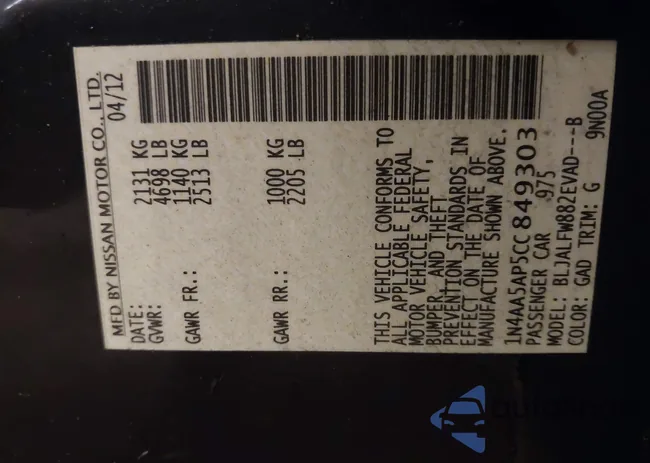 MFD BY NISSAN MOTOR CO., LTD.
DATE: 04/12
GVWR: 2131 KG
4698 LB
GAWR FR.: 1140 KG
2513 LB
GAWR RR.: 1000 KG
2205 LB
THIS VEHICLE CONFORMS TO
ALL APPLICABLE FEDERAL
MOTOR VEHICLE SAFETY,
BUMPER, AND THEFT
PREVENTION STANDARDS IN
EFFECT ON THE DATE OF
MANUFACTURE SHOWN ABOVE.
1N4AA5AP5CC849303
PASSENGER CAR 975
MODEL: BLJALFW882EVAD---B
COLOR: GAD TRIM: G 9N00A